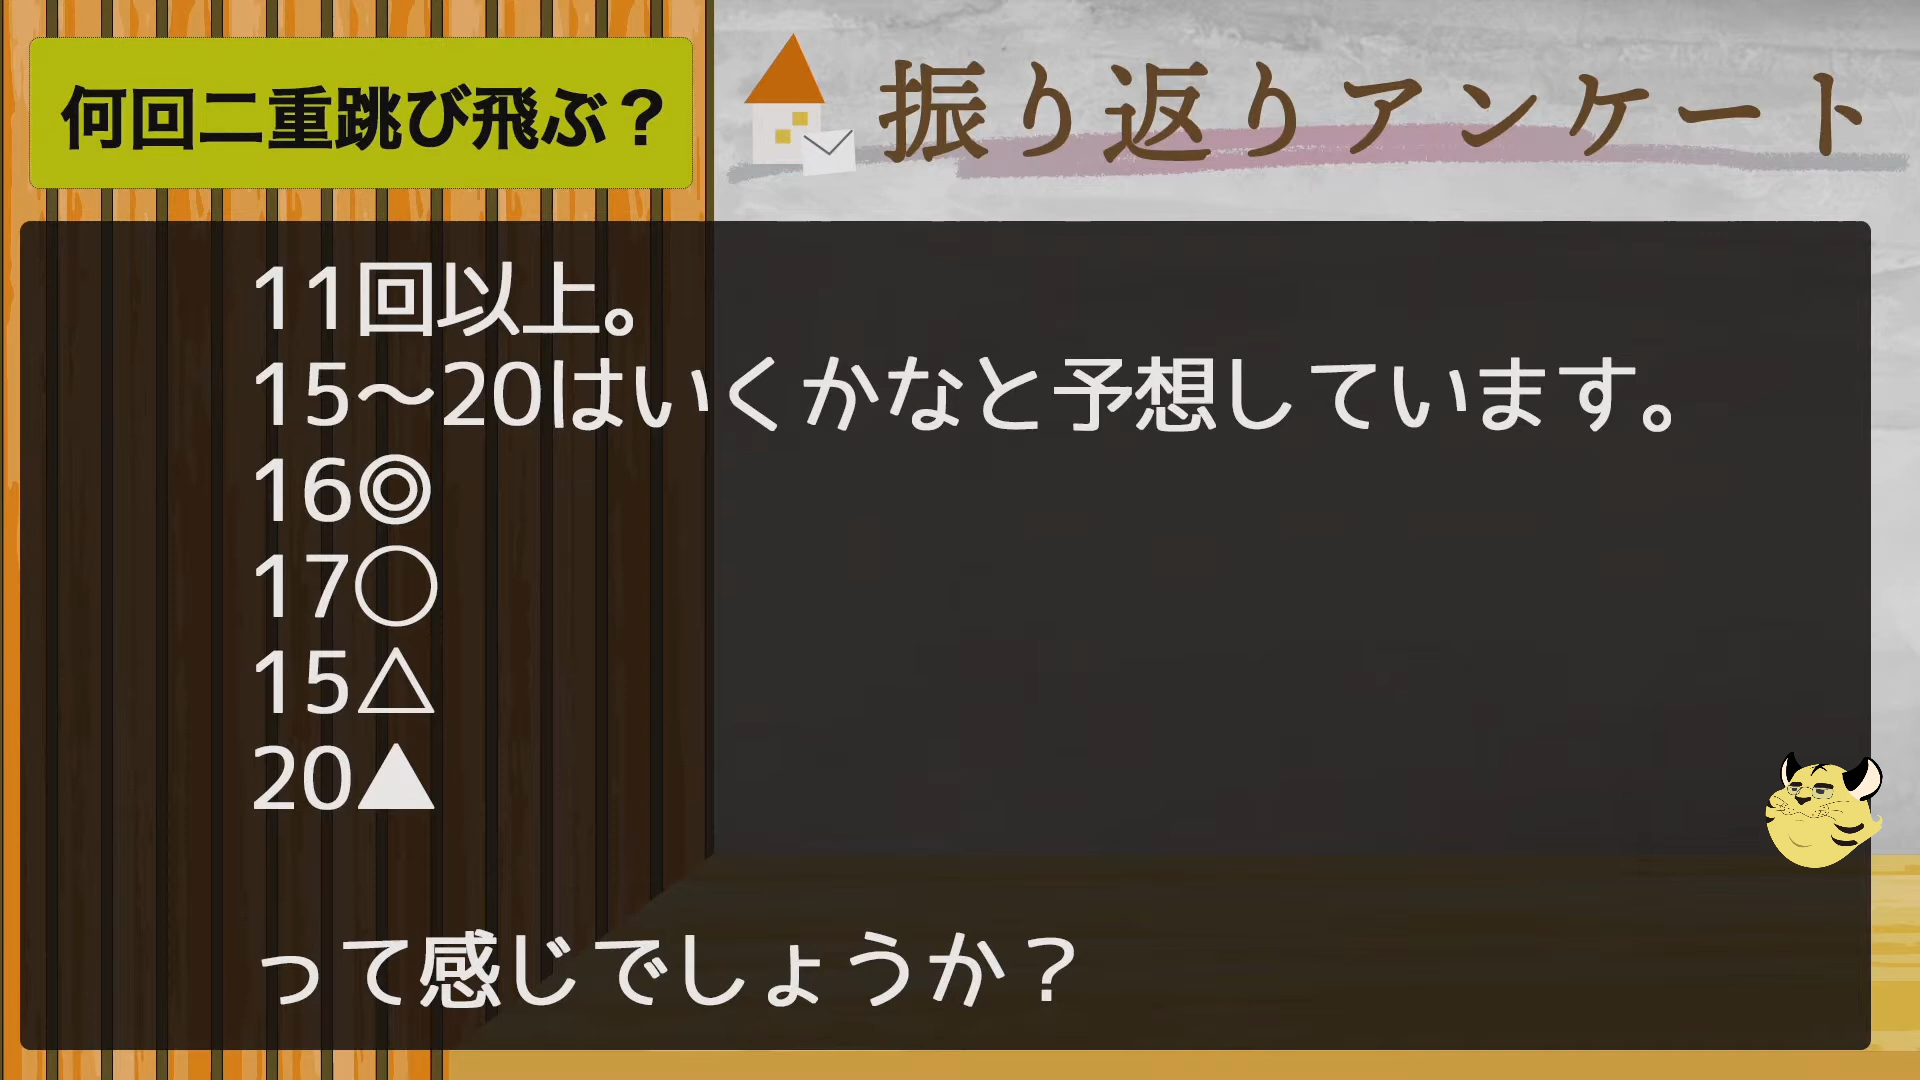 何回二重跳び飛ぶ？
振り返りアンケート
11回以上。
15〜20はいくかなと予想しています。
16◎
17○
15△
20▲
って感じでしょうか？